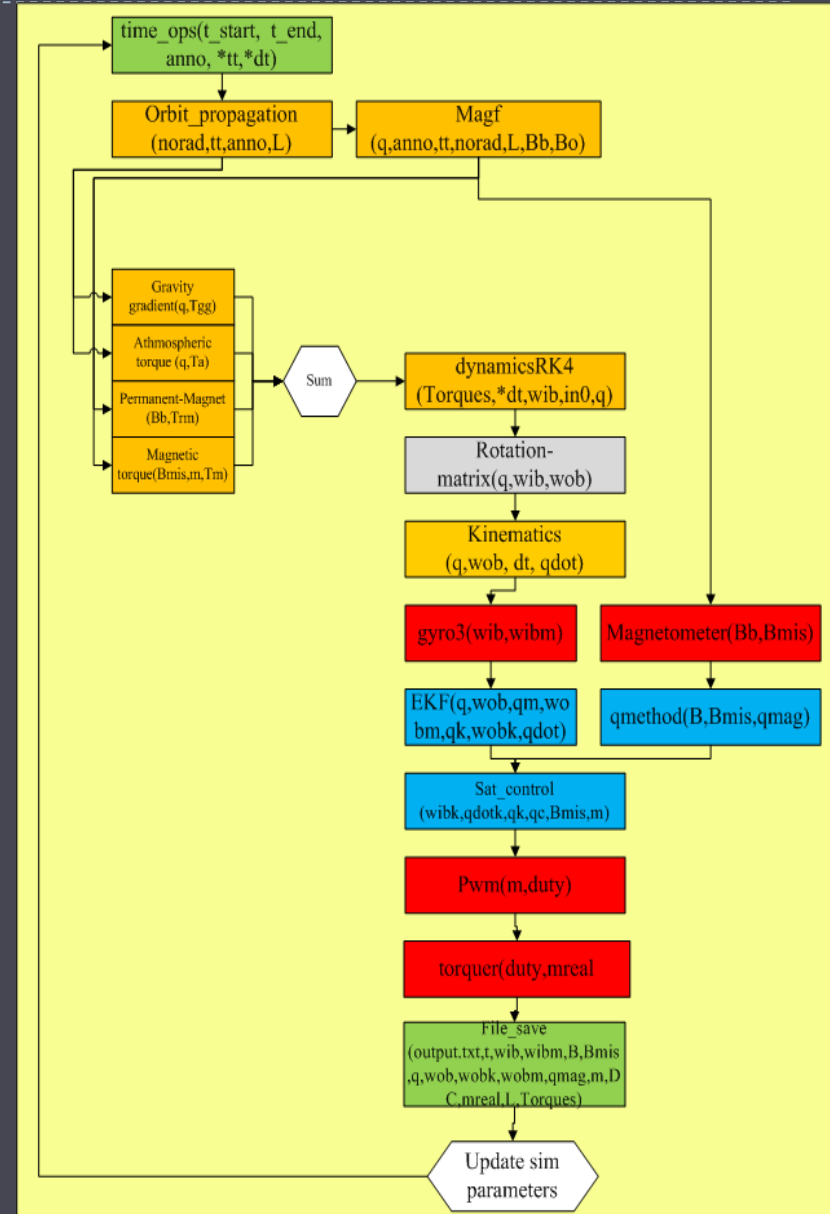 time_ops(t_start, t_end,
anno, *tt,*dt)
Orbit_propagation
(norad,tt,anno,L)
Magf
(q,anno,tt,norad,L,Bb,Bo)
Gravity
gradient(q,Tgg)
Athmospheric
torque (q,Ta)
Permanent-Magnet
(Bb,Trm)
Magnetic
torque(Bmis,m,Tm)
Sum
dynamicsRK4
(Torques,*dt,wib,in0,q)
Rotation-
matrix(q,wib,wob)
Kinematics
(q,wob, dt, qdot)
gyro3(wib,wibm)
Magnetometer(Bb,Bmis)
EKF(q,wob,qm,wo
bm,qk,wobk,qdot)
qmethod(B,Bmis,qmag)
Sat_control
(wibk,qdotk,qk,qc,Bmis,m)
Pwm(m,duty)
torquer(duty,mreal
File_save
(output.txt,t,wib,wibm,B,Bmis
,q,wob,wobk,wobm,qmag,m,D
C,mreal,L,Torques)
Update sim
parameters